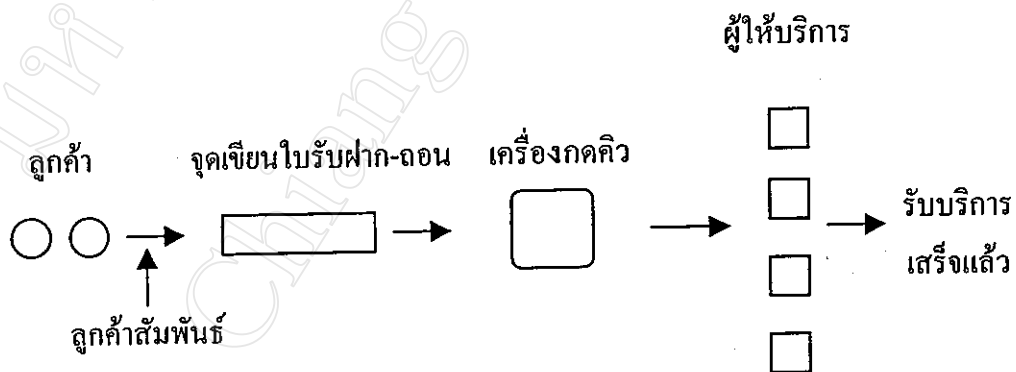 ผู้ให้บริการ
ลูกค้า
จุดเขียนใบรับฝาก-ถอน
เครื่องกดคิว
รับบริการ
เสร็จแล้ว
ลูกค้าสัมพันธ์
Chiang